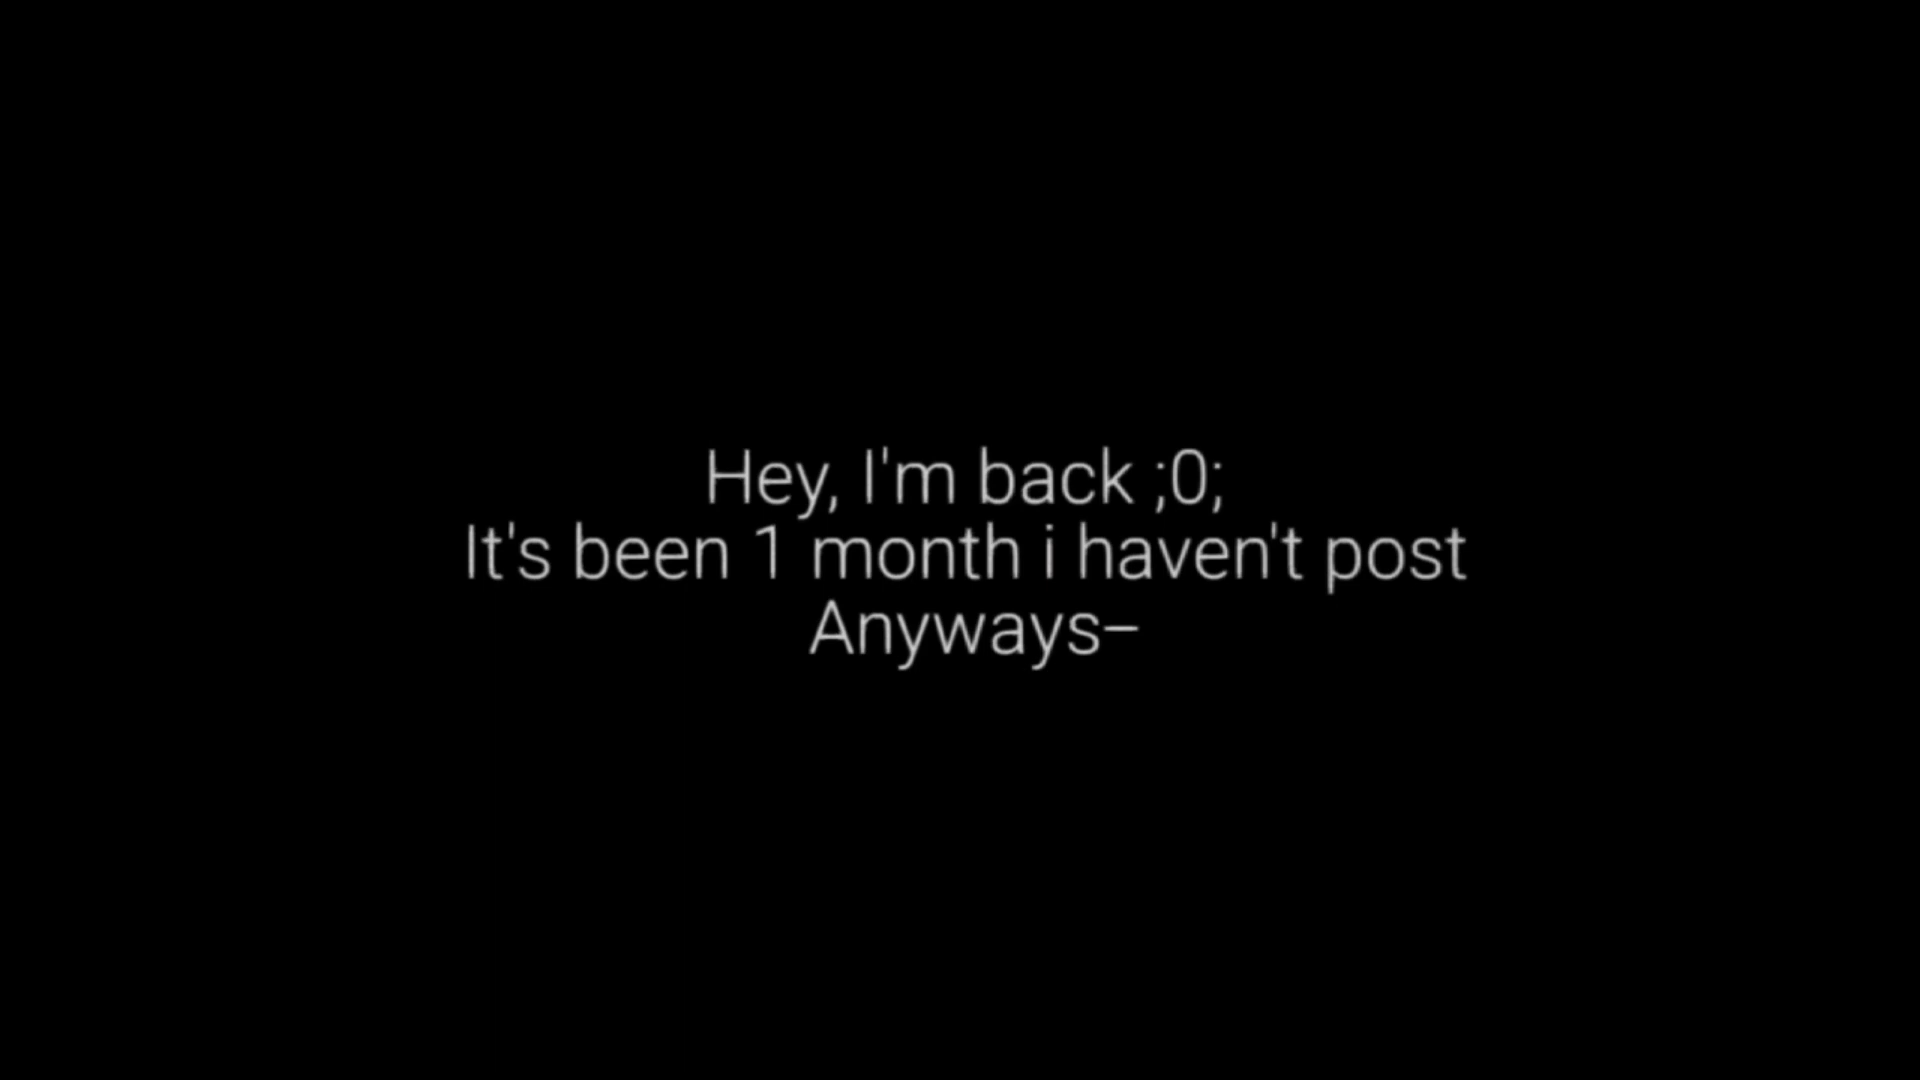 Hey, I'm back ;0;
It's been 1 month i haven't post
Anyways–